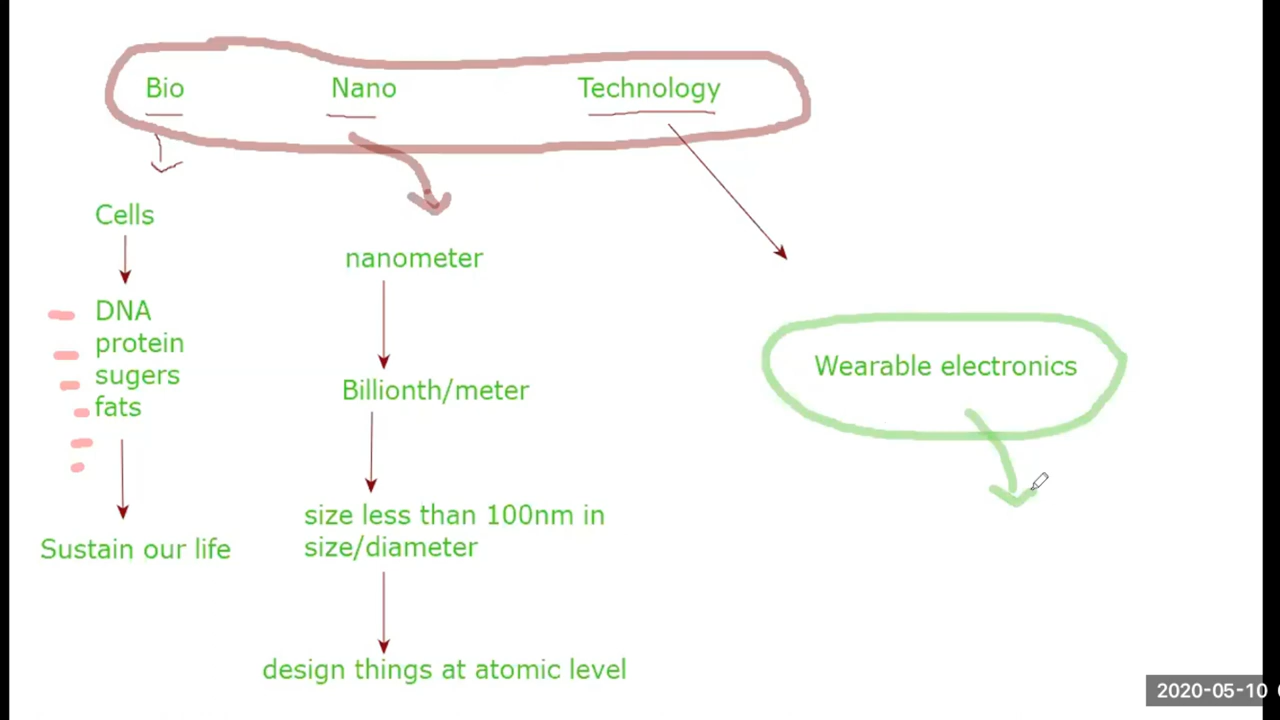 Bio Nano Technology
Cells
DNA
protein
sugers
fats
Sustain our life
nanometer
Billionth/meter
size less than 100nm in
size/diameter
design things at atomic level
Wearable electronics
2020-05-10